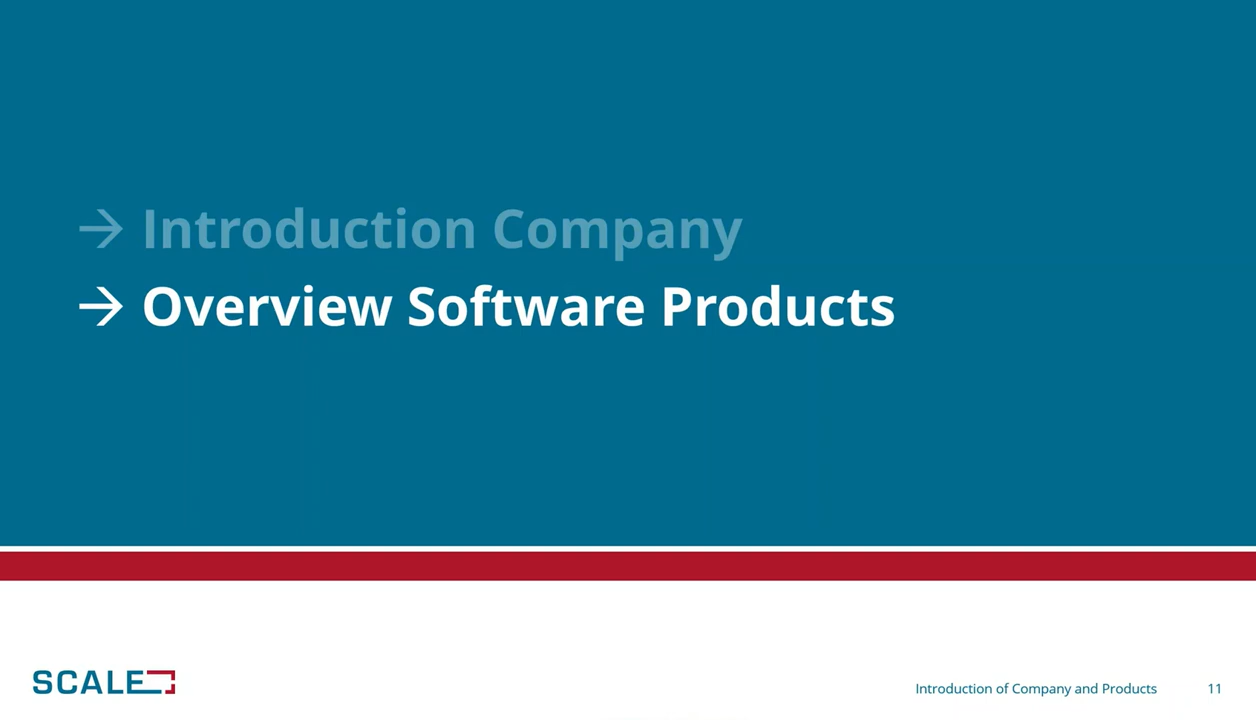 → Introduction Company
→ Overview Software Products
SCALE
Introduction of Company and Products 11